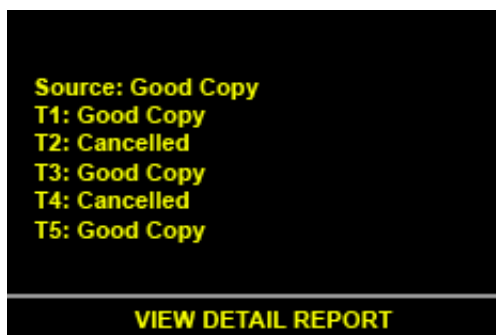 Source: Good Copy
T1: Good Copy
T2: Cancelled
T3: Good Copy
T4: Cancelled
T5: Good Copy
VIEW DETAIL REPORT